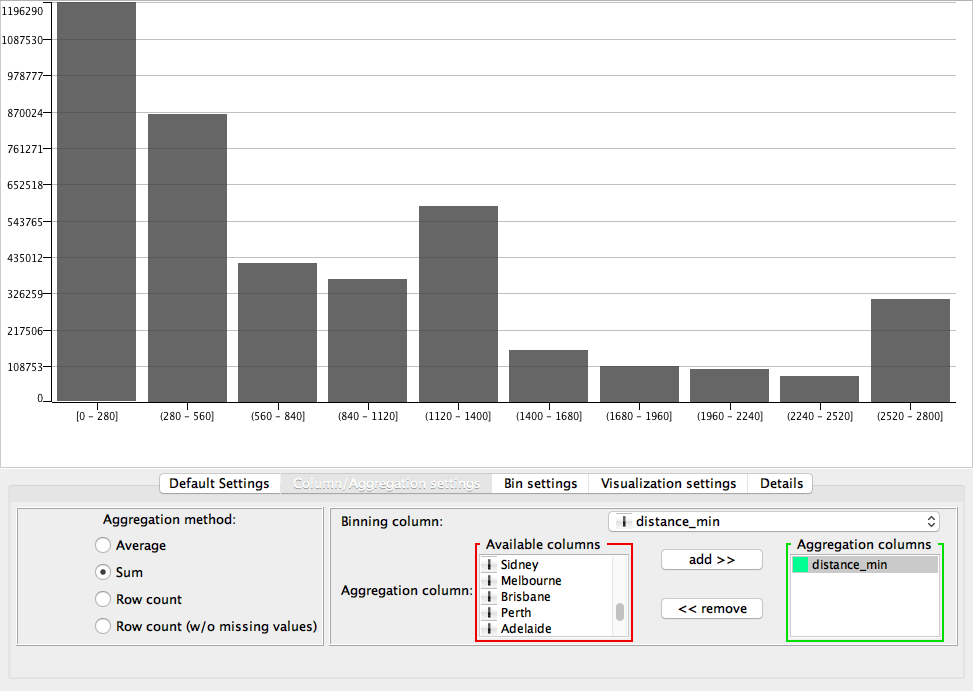 1196290
1087530
978777
870024
761271
652518
543765
435012
326259
217506
108753
0
[0 – 280] (280 – 560] (560 – 840] (840 – 1120] (1120 – 1400] (1400 – 1680] (1680 – 1960] (1960 – 2240] (2240 – 2520] (2520 – 2800]
Default Settings Column/Aggregation settings Bin settings Visualization settings Details
Aggregation method:
Average
Sum
Row count
Row count (w/o missing values)
Binning column: distance_min
Aggregation column:
Available columns
Sidney
Melbourne
Brisbane
Perth
Adelaide
add >>
<< remove
Aggregation columns
distance_min